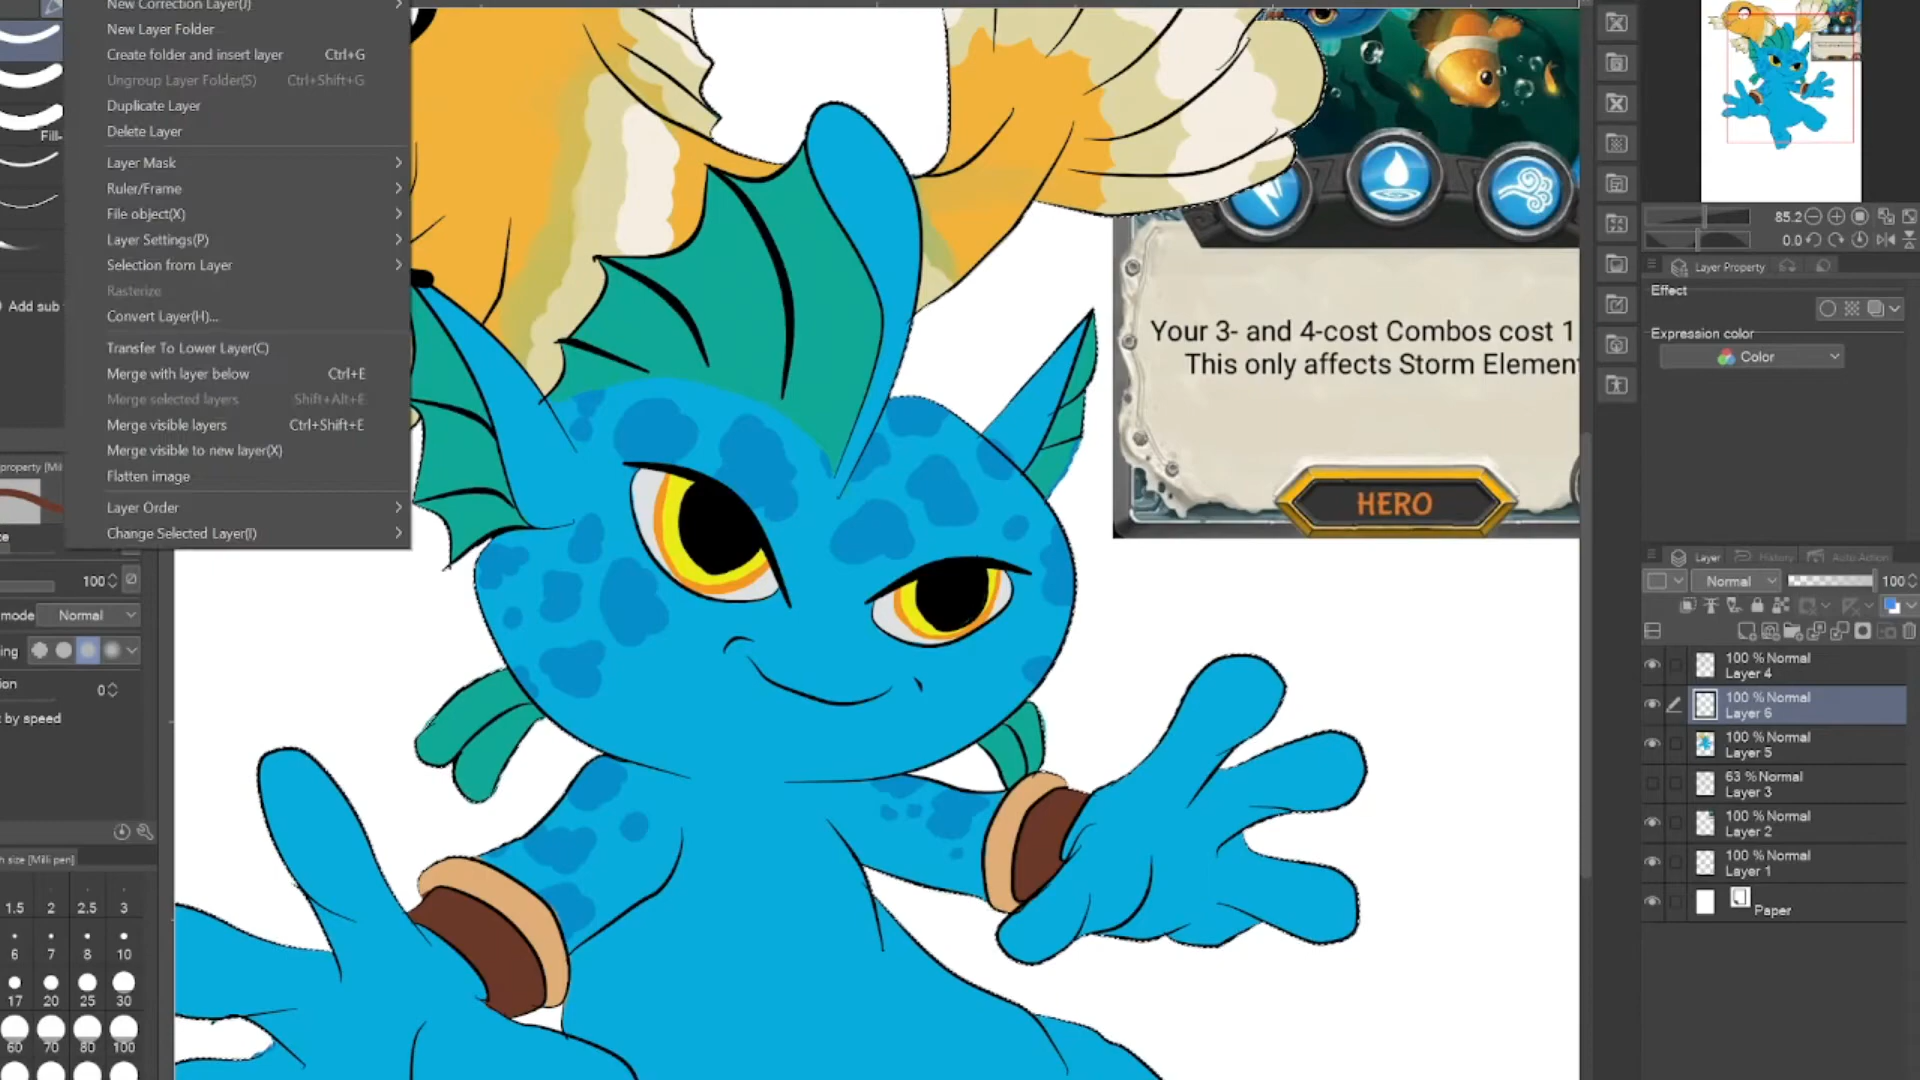 New Correction Layer(J)
New Layer Folder
Create folder and insert layer Ctrl+G
Ungroup Layer Folder(S) Ctrl+Shift+G
Duplicate Layer
Delete Layer
Layer Mask
Ruler/Frame
File object(X)
Layer Settings(P)
Selection from Layer
Rasterize
Convert Layer(H)...
Transfer To Lower Layer(C)
Merge with layer below Ctrl+E
Merge selected layers Shift+Alt+E
Merge visible layers Ctrl+Shift+E
Merge visible to new layer(X)
Flatten image
Layer Order
Change Selected Layer(I)
Fill-
Add sub
property [Mil
100
mode Normal
0
by speed
size [Milli pen]
1.5 2 2.5 3
6 7 8 10
17 20 25 30
60 70 80 100
Your 3- and 4-cost Combos cost 1
This only affects Storm Element
HERO
85.2
0.0
Layer Property
Effect
Expression color
Color
Layer History Auto Action
Normal 100
100 % Normal
Layer 4
100 % Normal
Layer 6
100 % Normal
Layer 5
63 % Normal
Layer 3
100 % Normal
Layer 2
100 % Normal
Layer 1
Paper